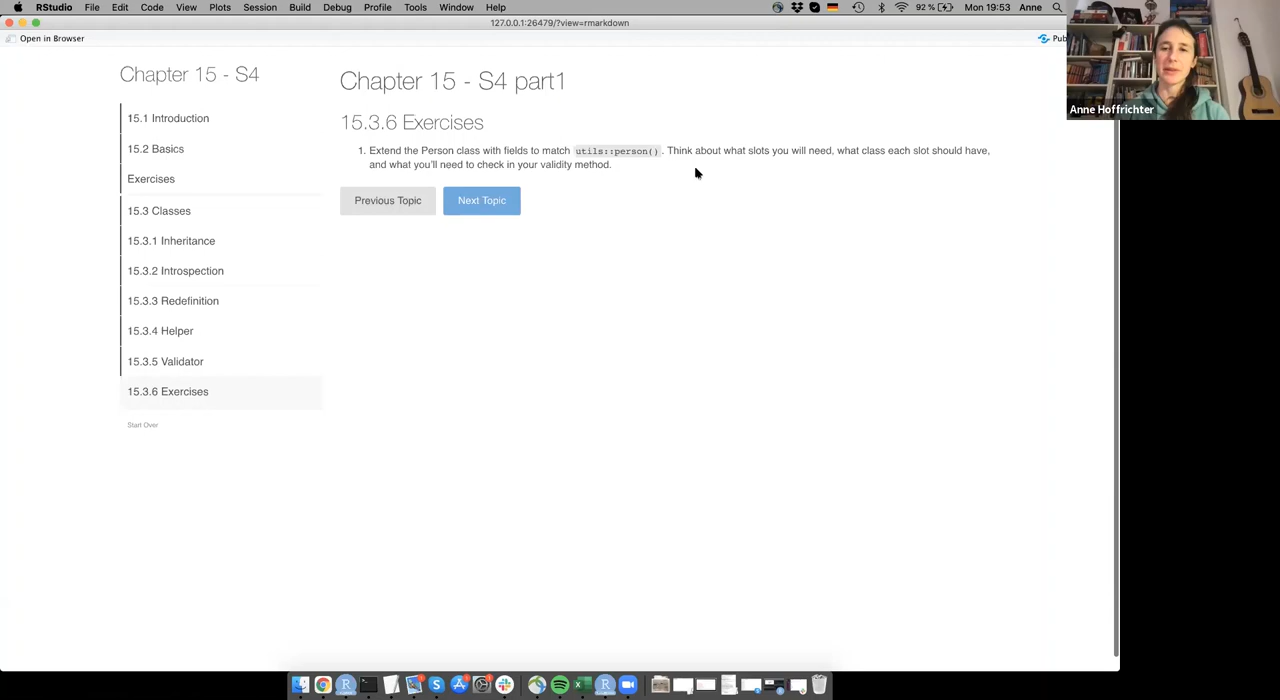 RStudio File Edit Code View Plots Session Build Debug Profile Tools Window Help 92 % Mon 19:53 Anne
127.0.0.1:26479/?view=rmarkdown
Open in Browser
Chapter 15 - S4
15.1 Introduction
15.2 Basics
Exercises
15.3 Classes
15.3.1 Inheritance
15.3.2 Introspection
15.3.3 Redefinition
15.3.4 Helper
15.3.5 Validator
15.3.6 Exercises
Start Over
Chapter 15 - S4 part1
15.3.6 Exercises
1. Extend the Person class with fields to match utils::person(). Think about what slots you will need, what class each slot should have,
and what you'll need to check in your validity method.
Previous Topic Next Topic
Anne Hoffrichter